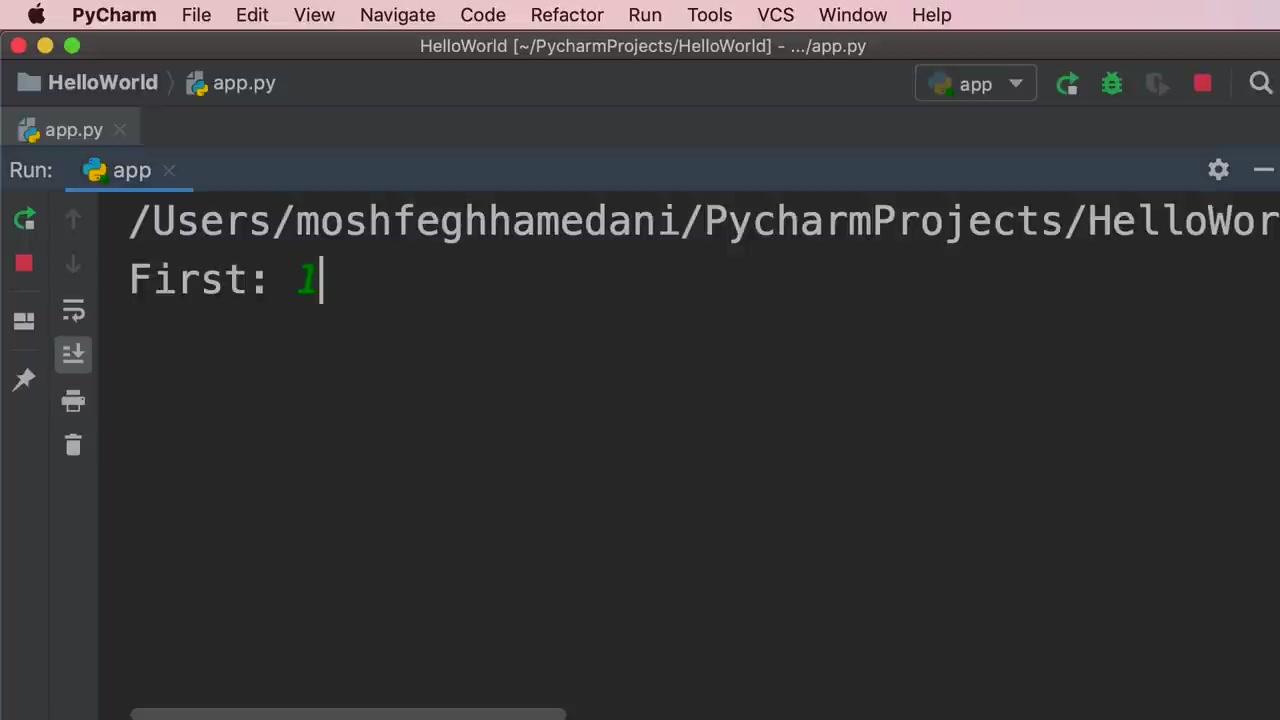 PyCharm File Edit View Navigate Code Refactor Run Tools VCS Window Help
HelloWorld [~/PycharmProjects/HelloWorld] - .../app.py
HelloWorld app.py app
app.py
Run: app
/Users/moshfeghhamedani/PycharmProjects/HelloWor
First: 1